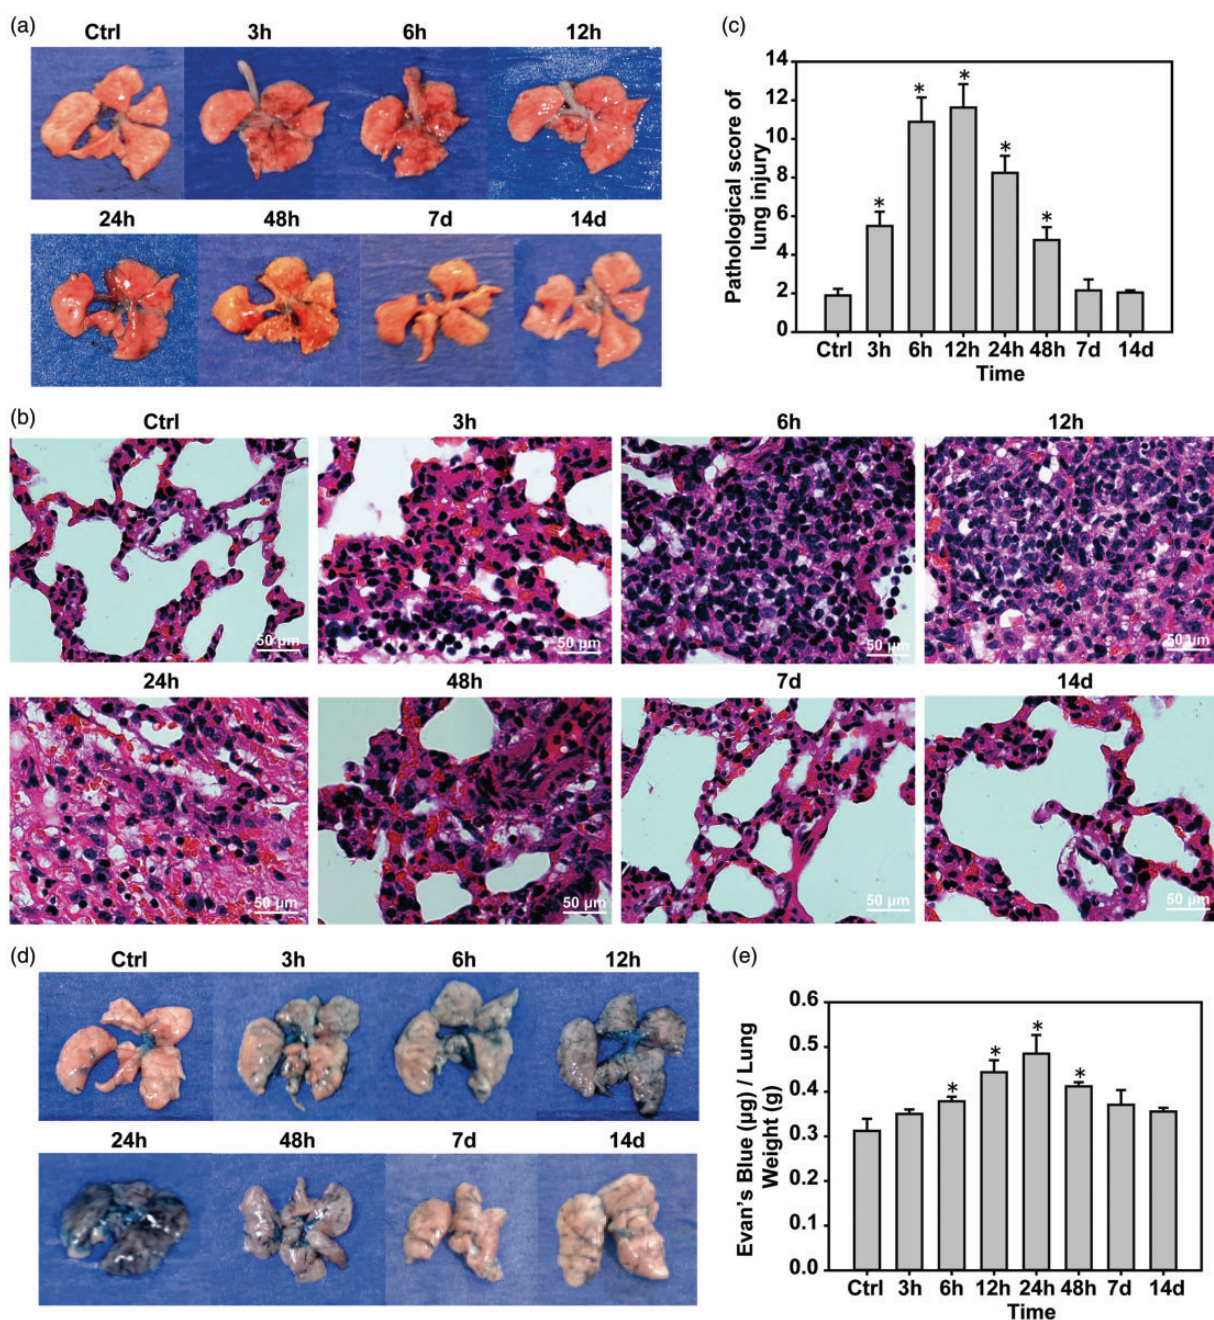 (a)
Ctrl 3h 6h 12h
24h 48h 7d 14d
(c)
Pathological score of
lung injury
14
12
10
8
6
4
2
0
* * * * *
Ctrl 3h 6h 12h 24h 48h 7d 14d
Time
(b)
Ctrl 3h 6h 12h
50 µm 50 µm 50 µm 50 µm
24h 48h 7d 14d
50 µm 50 µm 50 µm 50 µm
(d)
Ctrl 3h 6h 12h
24h 48h 7d 14d
(e)
Evan's Blue (µg) / Lung
Weight (g)
0.6
0.5
0.4
0.3
0.2
0.1
0.0
* * * *
Ctrl 3h 6h 12h 24h 48h 7d 14d
Time